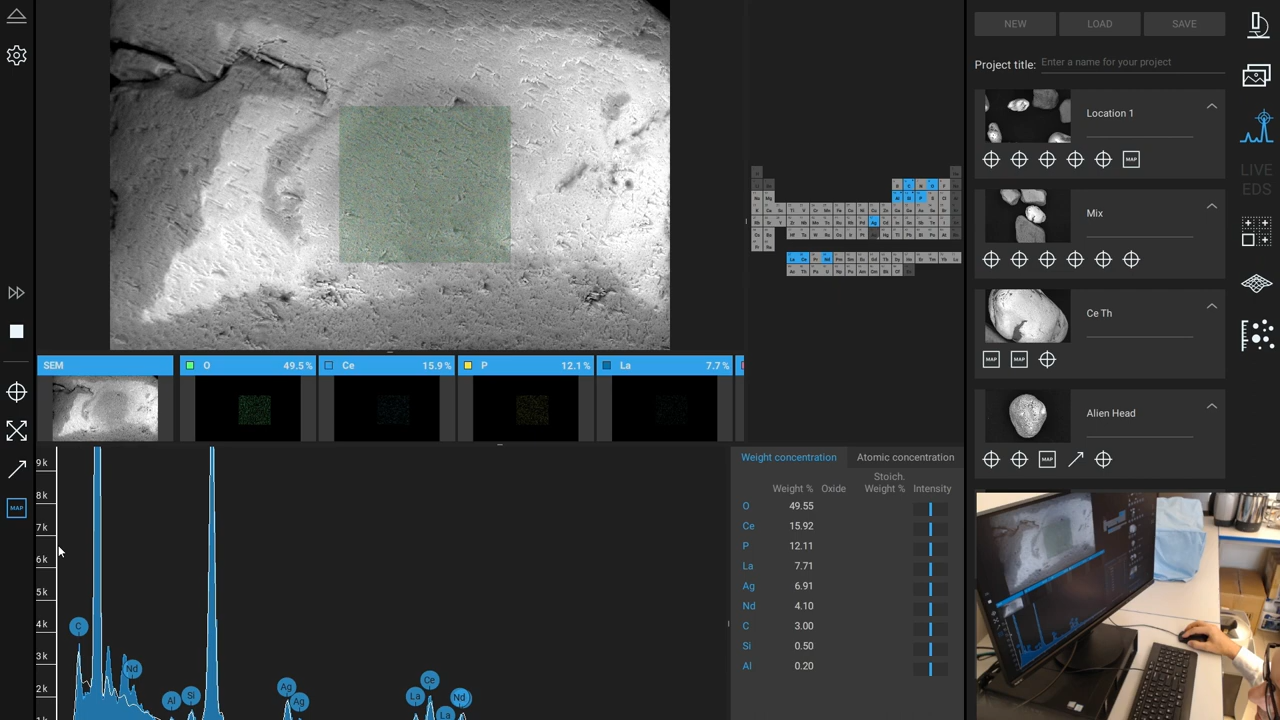 NEW LOAD SAVE
Project title: Enter a name for your project
Location 1
MAP
Mix
LIVE
EDS
Ce Th
MAP MAP
Alien Head
MAP
SEM O 49.5% Ce 15.9% P 12.1% La 7.7%
MAP
9k
8k
7k
6k
5k
4k
3k
2k
1k
C
Nd
Al
Si
Ag
Ag
La
Ce
La
Nd
Weight concentration Atomic concentration
Stoich.
Weight % Oxide Weight % Intensity
O 49.55
Ce 15.92
P 12.11
La 7.71
Ag 6.91
Nd 4.10
C 3.00
Si 0.50
Al 0.20